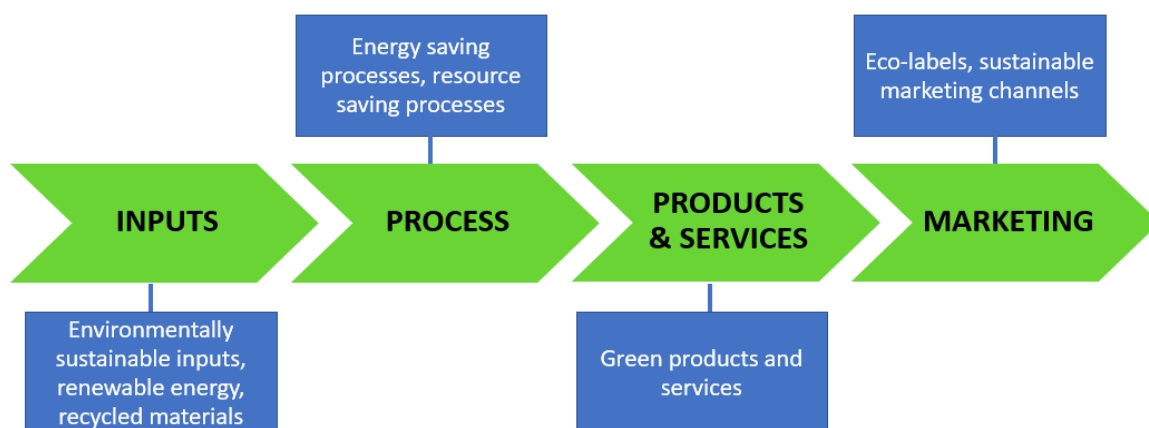 Energy saving
processes, resource
saving processes
Eco-labels, sustainable
marketing channels
INPUTS
PROCESS
PRODUCTS
& SERVICES
MARKETING
Environmentally
sustainable inputs,
renewable energy,
recycled materials
Green products and
services